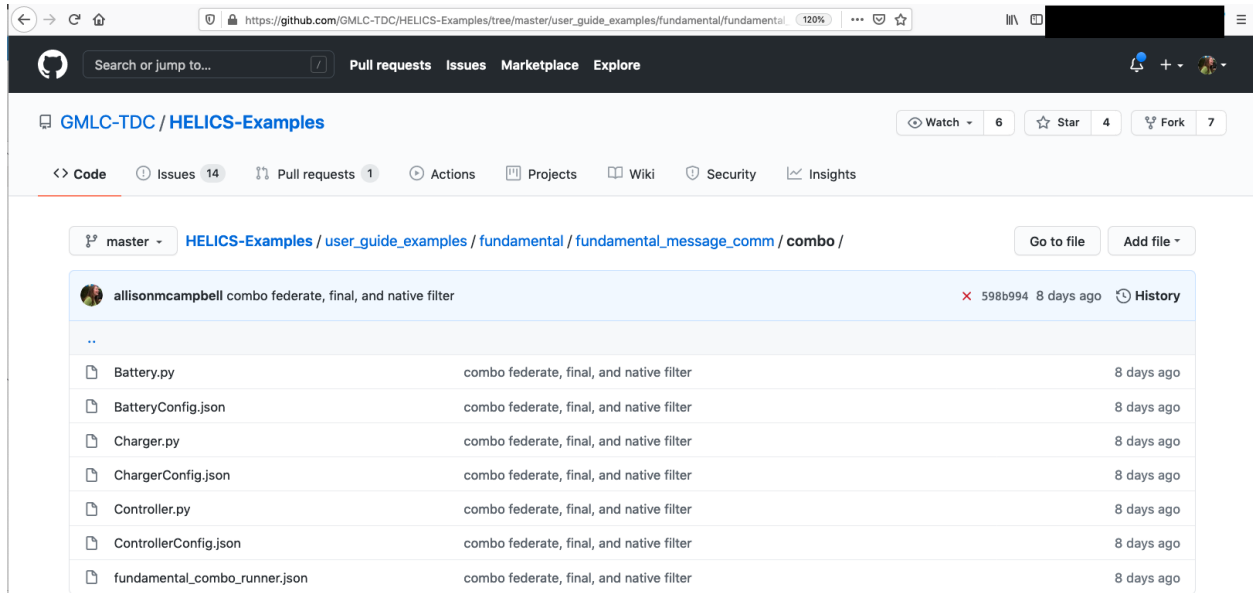 https://github.com/GMLC-TDC/HELICS-Examples/tree/master/user_guide_examples/fundamental/fundamental_ 120%
Search or jump to... / Pull requests Issues Marketplace Explore
GMLC-TDC / HELICS-Examples Watch 6 Star 4 Fork 7
<> Code Issues 14 Pull requests 1 Actions Projects Wiki Security Insights
master HELICS-Examples / user_guide_examples / fundamental / fundamental_message_comm / combo / Go to file Add file
allisonmcampbell combo federate, final, and native filter 598b994 8 days ago History
..
Battery.py combo federate, final, and native filter 8 days ago
BatteryConfig.json combo federate, final, and native filter 8 days ago
Charger.py combo federate, final, and native filter 8 days ago
ChargerConfig.json combo federate, final, and native filter 8 days ago
Controller.py combo federate, final, and native filter 8 days ago
ControllerConfig.json combo federate, final, and native filter 8 days ago
fundamental_combo_runner.json combo federate, final, and native filter 8 days ago